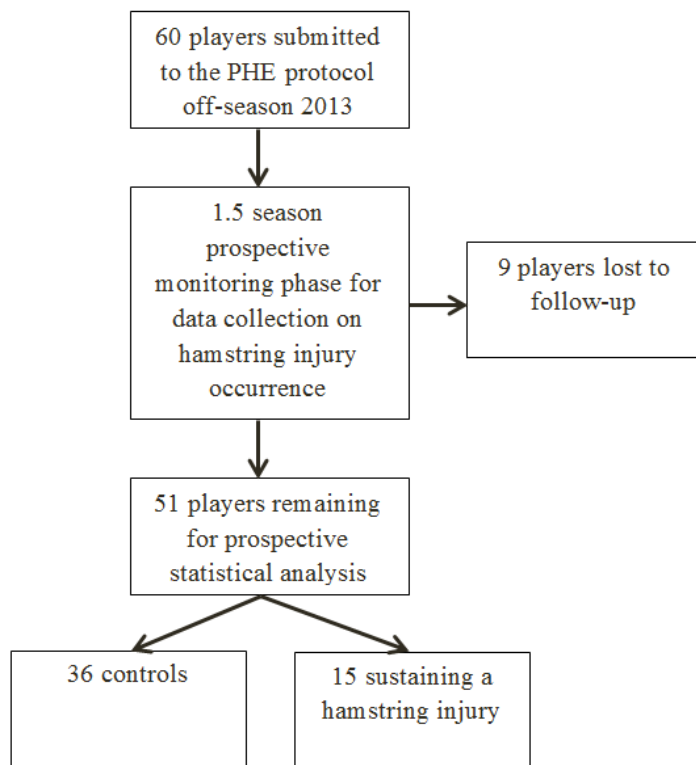 60 players submitted
to the PHE protocol
off-season 2013
1.5 season
prospective
monitoring phase for
data collection on
hamstring injury
occurrence
9 players lost to
follow-up
51 players remaining
for prospective
statistical analysis
36 controls
15 sustaining a
hamstring injury